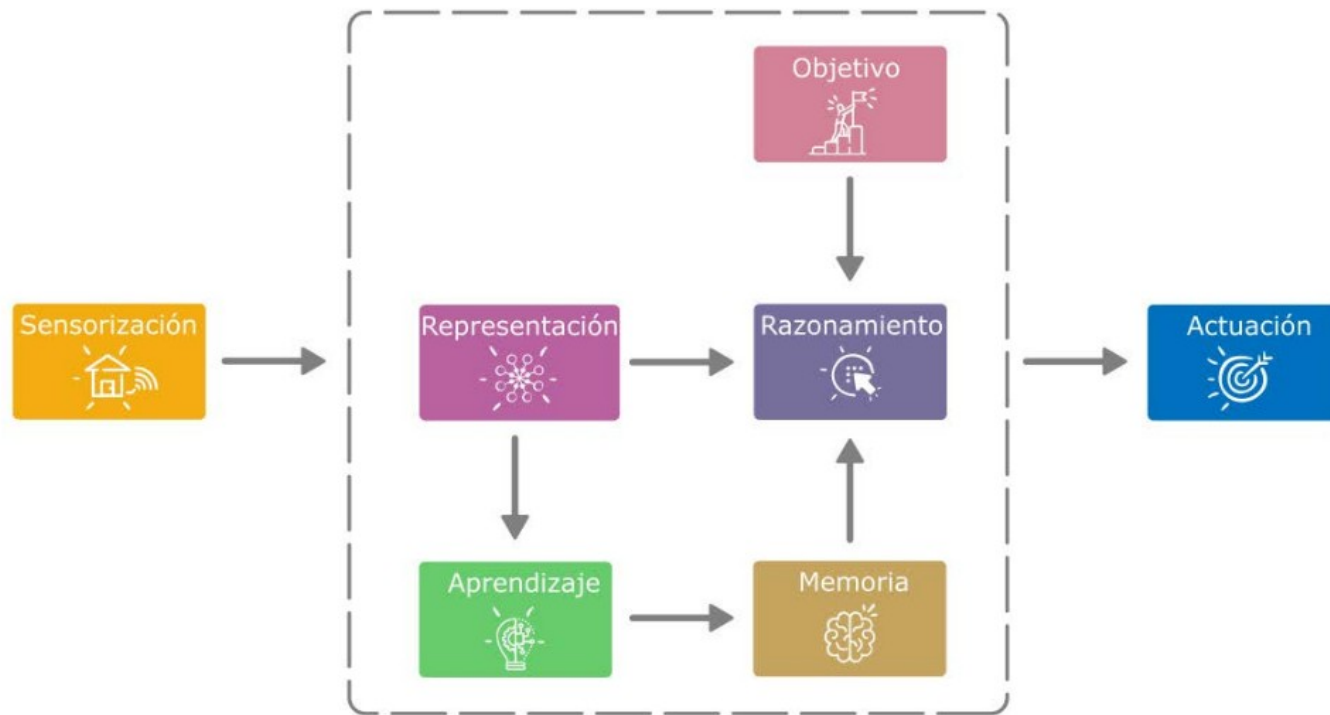 Objetivo
Sensorización
Representación
Razonamiento
Actuación
Aprendizaje
Memoria